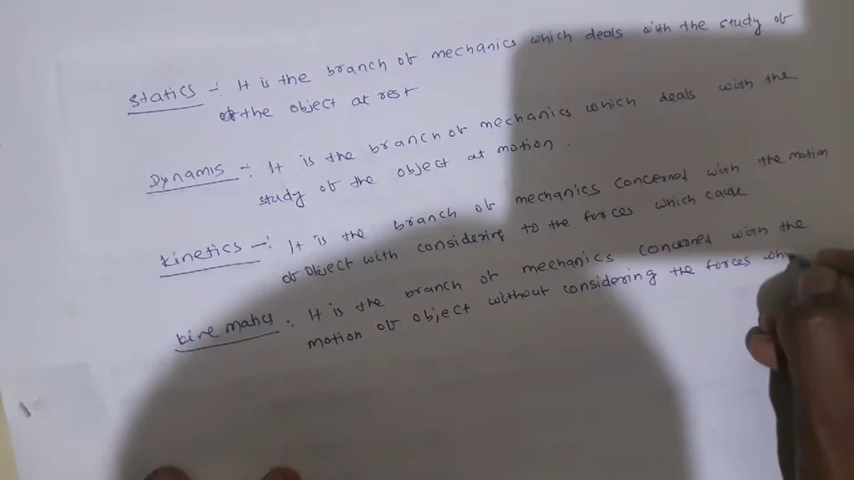 Statics :- It is the branch of mechanics which deals with the study of
the object at rest
Dynamis :- It is the branch of mechanics which deals with the
study of the object at motion.
Kinetics -: It is the branch of mechanics concerned with the motion
of object with considering to the forces which cause
kinematics : It is the branch of mechanics concerned with the
motion of object without considering the forces wh